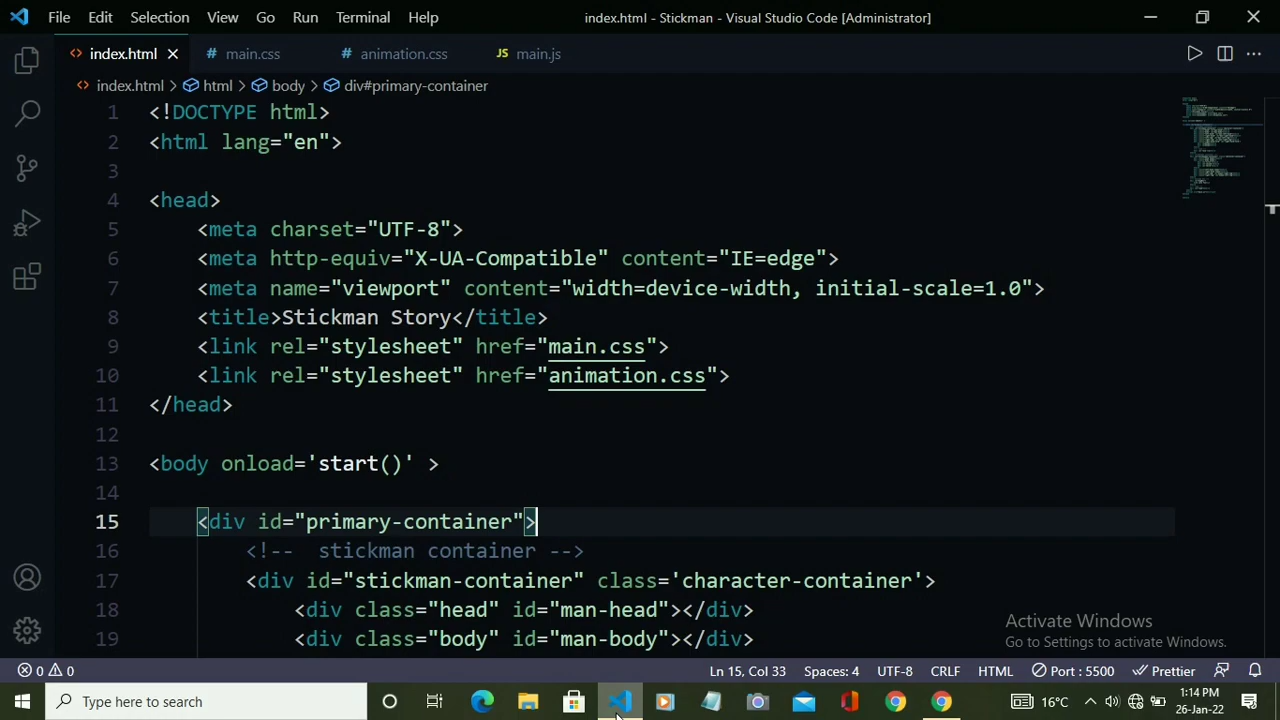 File Edit Selection View Go Run Terminal Help index.html - Stickman - Visual Studio Code [Administrator]
index.html main.css animation.css JS main.js
index.html > html > body > div#primary-container
1 <!DOCTYPE html>
2 <html lang="en">
3
4 <head>
5 <meta charset="UTF-8">
6 <meta http-equiv="X-UA-Compatible" content="IE=edge">
7 <meta name="viewport" content="width=device-width, initial-scale=1.0">
8 <title>Stickman Story</title>
9 <link rel="stylesheet" href="main.css">
10 <link rel="stylesheet" href="animation.css">
11 </head>
12
13 <body onload='start()' >
14
15 <div id="primary-container">
16 <!-- stickman container -->
17 <div id="stickman-container" class='character-container'>
18 <div class="head" id="man-head"></div>
19 <div class="body" id="man-body"></div>
Activate Windows
Go to Settings to activate Windows.
0 0 Ln 15, Col 33 Spaces: 4 UTF-8 CRLF HTML Port : 5500 Prettier
Type here to search 16°C 1:14 PM
26-Jan-22